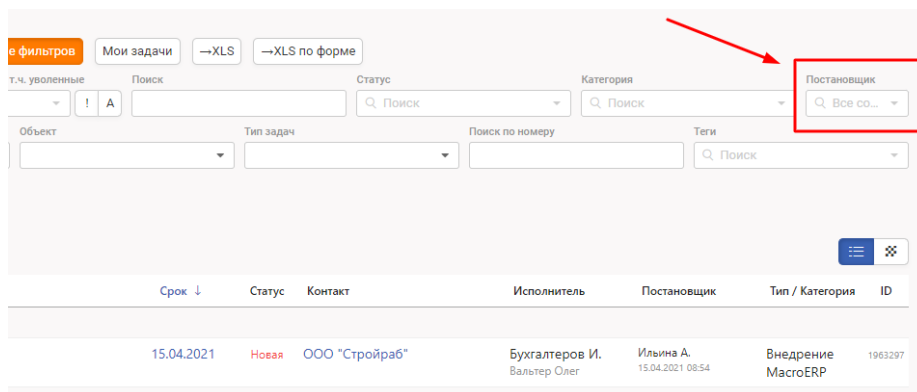 е фильтров Мои задачи →XLS →XLS по форме
т.ч. уволенные Поиск Статус Категория Постановщик
! A Поиск Поиск Все со...
Объект Тип задач Поиск по номеру Теги
Поиск
Срок ↓ Статус Контакт Исполнитель Постановщик Тип / Категория ID
15.04.2021 Новая ООО "Стройраб" Бухгалтеров И. Ильина А. Внедрение 1963297
Вальтер Олег 15.04.2021 08:54 MacroERP